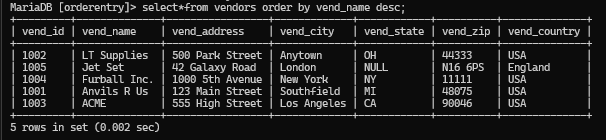 MariaDB [orderentry]> select*from vendors order by vend_name desc;
+---------+---------------+-----------------+-------------+------------+----------+--------------+
| vend_id | vend_name | vend_address | vend_city | vend_state | vend_zip | vend_country |
+---------+---------------+-----------------+-------------+------------+----------+--------------+
| 1002 | LT Supplies | 500 Park Street | Anytown | OH | 44333 | USA |
| 1005 | Jet Set | 42 Galaxy Road | London | NULL | N16 6PS | England |
| 1004 | Furball Inc. | 1000 5th Avenue | New York | NY | 11111 | USA |
| 1001 | Anvils R Us | 123 Main Street | Southfield | MI | 48075 | USA |
| 1003 | ACME | 555 High Street | Los Angeles | CA | 90046 | USA |
+---------+---------------+-----------------+-------------+------------+----------+--------------+
5 rows in set (0.002 sec)